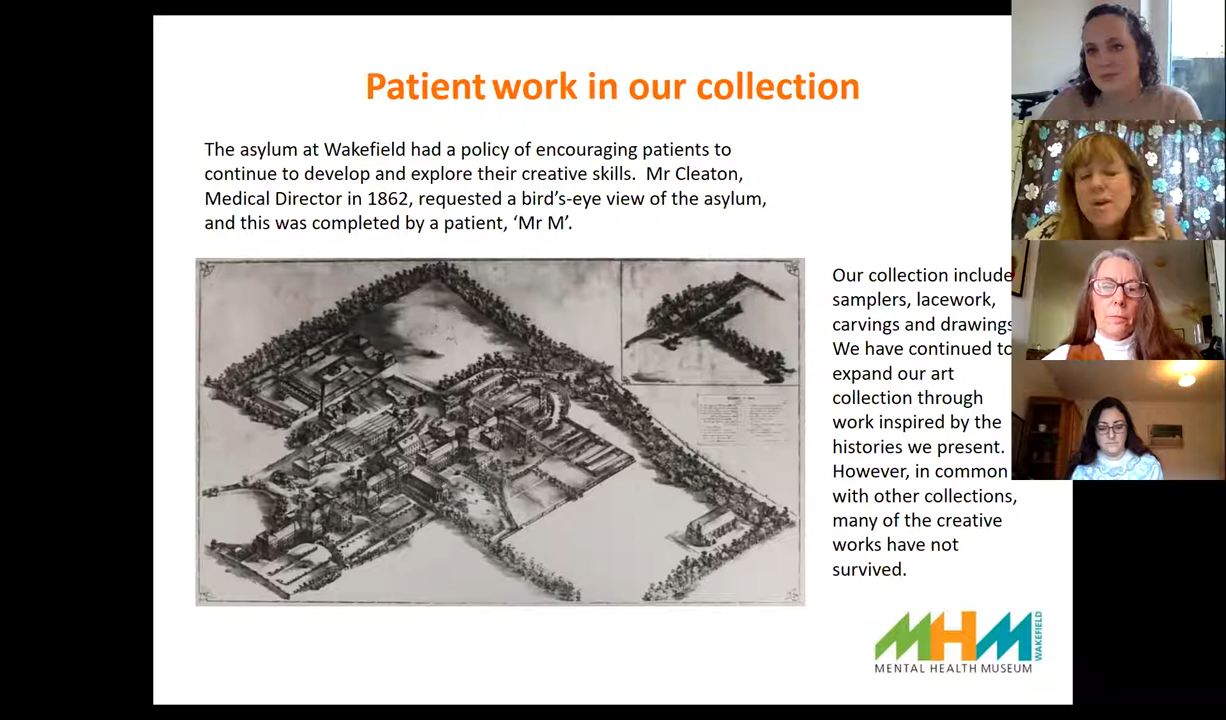 Patient work in our collection
The asylum at Wakefield had a policy of encouraging patients to
continue to develop and explore their creative skills.  Mr Cleaton,
Medical Director in 1862, requested a bird’s-eye view of the asylum,
and this was completed by a patient, ‘Mr M’.
Our collection include
samplers, lacework,
carvings and drawings
We have continued to
expand our art
collection through
work inspired by the
histories we present.
However, in common
with other collections,
many of the creative
works have not
survived.
MHM
WAKEFIELD
MENTAL HEALTH MUSEUM